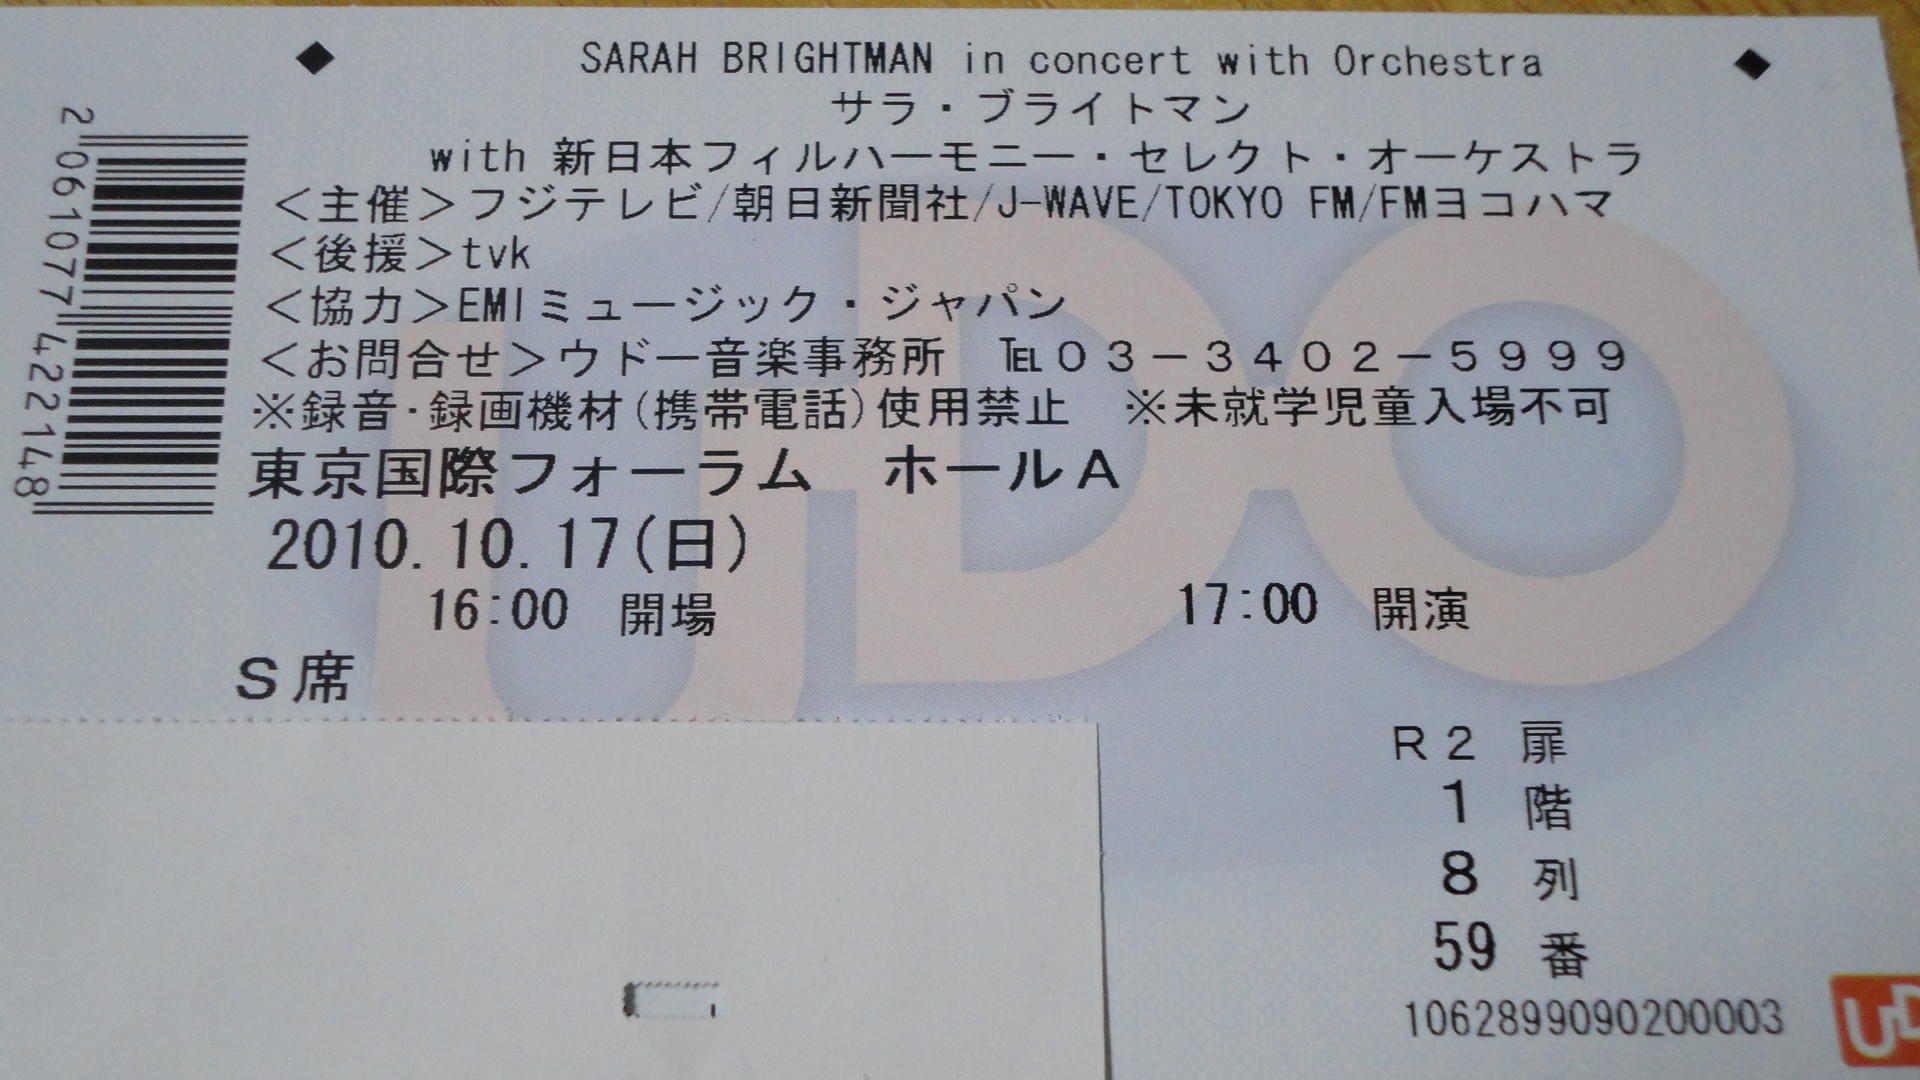 ◆ SARAH BRIGHTMAN in concert with Orchestra ◆
サラ・ブライトマン
with 新日本フィルハーモニー・セレクト・オーケストラ
＜主催＞フジテレビ/朝日新聞社/J-WAVE/TOKYO FM/FMヨコハマ
＜後援＞tvk
＜協力＞EMIミュージック・ジャパン
＜お問合せ＞ウドー音楽事務所　℡０３－３４０２－５９９９
※録音・録画機材(携帯電話)使用禁止　※未就学児童入場不可
東京国際フォーラム　ホールＡ
2010.10.17(日)
16:00 開場 17:00 開演
Ｓ席
Ｒ２ 扉
1 階
8 列
59 番
1062899090200003
2061077422148
UDO
UD